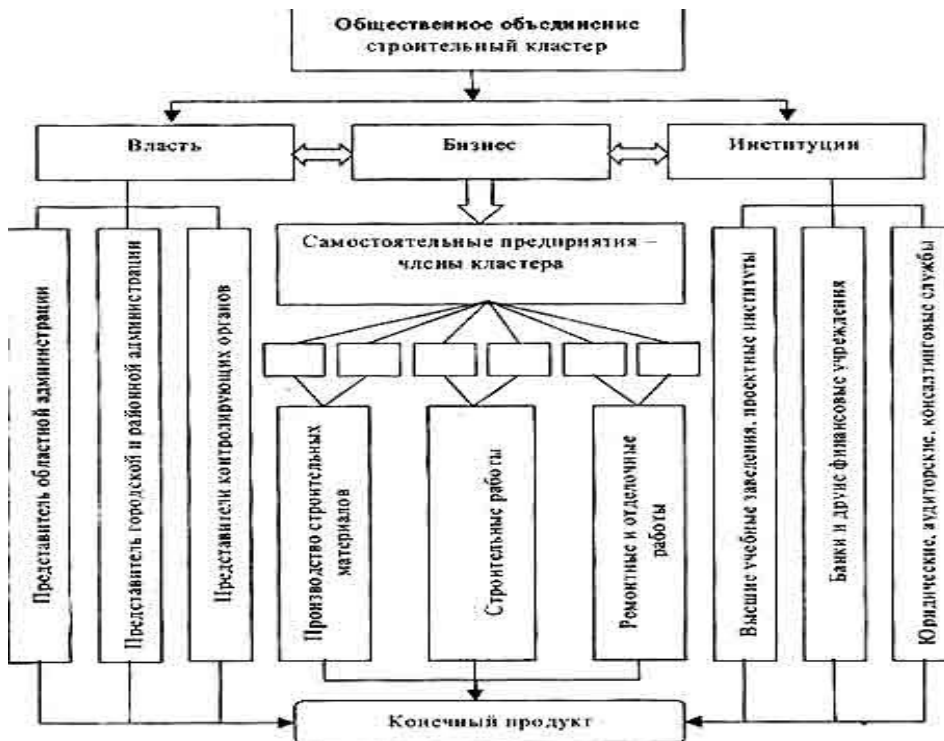 Общественное объединение
строительный кластер
Власть
Бизнес
Институции
Самостоятельные предприятия –
члены кластера
Представитель областной администрации
Представитель городской и районной администрации
Представители контролирующих органов
Производство строительных
материалов
Строительные работы
Ремонтные и отделочные
работы
Высшие учебные заведения, проектные институты
Банки и другие финансовые учреждения
Юридические, аудиторские, консалтинговые службы
Конечный продукт